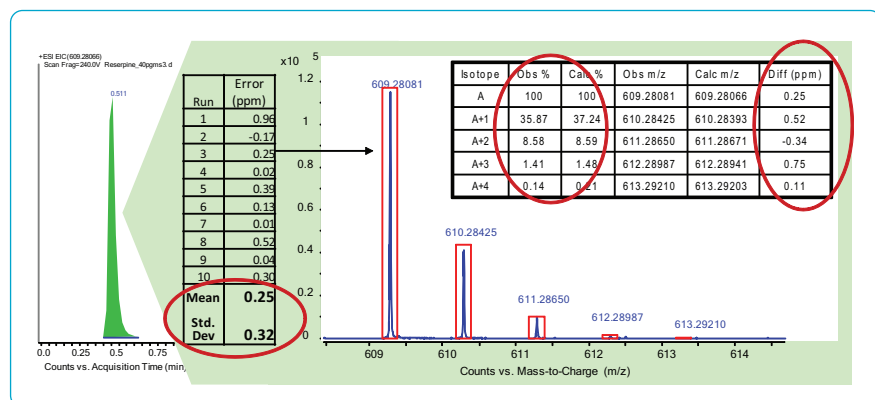 +ESI EIC(609.28066)
Scan Frag=240.0V Reserpine_40pgms3.d
0.511
0.0 0.25 0.5 0.75
Counts vs. Acquisition Time (min)
Run Error (ppm)
1 0.96
2 -0.17
3 0.25
4 0.02
5 0.39
6 0.13
7 0.01
8 0.52
9 0.04
10 0.30
Mean 0.25
Std. Dev 0.32
x10 5
1.2
1
0.8
0.6
0.4
0.2
0
609.28081
610.28425
611.28650
612.28987
613.29210
609 610 611 612 613 614
Counts vs. Mass-to-Charge (m/z)
Isotope Obs % Calc % Obs m/z Calc m/z Diff (ppm)
A 100 100 609.28081 609.28066 0.25
A+1 35.87 37.24 610.28425 610.28393 0.52
A+2 8.58 8.59 611.28650 611.28671 -0.34
A+3 1.41 1.48 612.28987 612.28941 0.75
A+4 0.14 0.21 613.29210 613.29203 0.11